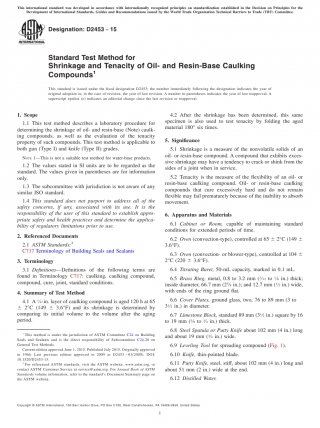 This international standard was developed in accordance with internationally recognized principles on standardization established in the Decision on Principles for the
Development of International Standards, Guides and Recommendations issued by the World Trade Organization Technical Barriers to Trade (TBT) Committee.
Designation: D2453 − 15
INTERNATIONAL
Standard Test Method for
Shrinkage and Tenacity of Oil- and Resin-Base Caulking
Compounds¹
This standard is issued under the fixed designation D2453; the number immediately following the designation indicates the year of
original adoption or, in the case of revision, the year of last revision. A number in parentheses indicates the year of last reapproval. A
superscript epsilon (ε) indicates an editorial change since the last revision or reapproval.
1. Scope
1.1 This test method describes a laboratory procedure for
determining the shrinkage of oil- and resin-base (Note) caulk-
ing compounds, as well as the evaluation of the tenacity
property of such compounds. This test method is applicable to
both gun (Type I) and knife (Type II) grades.
NOTE 1—This is not a suitable test method for water-base products.
1.2 The values stated in SI units are to be regarded as the
standard. The values given in parentheses are for information
only.
1.3 The subcommittee with jurisdiction is not aware of any
similar ISO standard.
1.4 This standard does not purport to address all of the
safety concerns, if any, associated with its use. It is the
responsibility of the user of this standard to establish appro-
priate safety and health practices and determine the applica-
bility of regulatory limitations prior to use.
2. Referenced Documents
2.1 ASTM Standards:²
C717 Terminology of Building Seals and Sealants
3. Terminology
3.1 Definitions—Definitions of the following terms are
found in Terminology C717: caulking, caulking compound,
compound, cure, joint, standard conditions.
4. Summary of Test Method
4.1 A ½-in. layer of caulking compound is aged 120 h at 65
± 2°C (149 ± 3.6°F) and its shrinkage is determined by
comparing its initial volume to the volume after the aging
period.
¹ This method is under the jurisdiction of ASTM Committee C24 on Building
Seals and Sealants and is the direct responsibility of Subcommittee C24.20 on
General Test Methods.
Current edition approved June 1, 2015. Published July 2015. Originally approved
in 1966. Last previous edition approved in 2009 as D2453 – 03(2009). DOI:
10.1520/D2453-15.
² For referenced ASTM standards, visit the ASTM website, www.astm.org, or
contact ASTM Customer Service at service@astm.org. For Annual Book of ASTM
Standards volume information, refer to the standard's Document Summary page on
the ASTM website.
4.2 After the shrinkage has been determined, this same
specimen is also used to test tenacity by folding the aged
material 180° six times.
5. Significance
5.1 Shrinkage is a measure of the nonvolatile solids of an
oil- or resin-base compound. A compound that exhibits exces-
sive shrinkage may have a tendency to crack or shrink from the
sides of a joint when in service.
5.2 Tenacity is the measure of the flexibility of an oil- or
resin-base caulking compound. Oil- or resin-base caulking
compounds that cure excessively hard and do not remain
flexible may fail prematurely because of the inability to absorb
movement.
6. Apparatus and Materials
6.1 Cabinet or Room, capable of maintaining standard
conditions for extended periods of time.
6.2 Oven (convection-type), controlled at 65 ± 2°C (149 ±
3.6°F).
6.3 Oven (convection- or blower-type), controlled at 104 ±
2°C (220 ± 3.6°F).
6.4 Titrating Buret, 50-mL capacity, marked in 0.1 mL.
6.5 Brass Ring, metal, 0.8 to
inside diameter, 66.7 mm
with ends of the ring ground flat.
6.6 Cover Plates, ground glass, two, 76 to 89 mm (3 to
3½ in.) in diameter.
6.7 Limestone Block, standard 89 mm (3½ in.) square by 16
to 19 mm (⅝ to ¾ in.) thick.
6.8 Steel Spatula or Putty Knife about 102 mm (4 in.) long
and about 19 mm (¾ in.) wide.
6.9 Leveling Tool for spreading compound (Fig. 1).
6.10 Knife, thin-pointed blade.
6.11 Putty Knife, steel, stiff, about 102 mm (4 in.) long and
about 51 mm (2 in.) wide at the end.
6.12 Distilled Water.
Copyright © ASTM International, 100 Barr Harbor Drive, PO Box C700, West Conshohocken, PA 19428-2959. United States
1